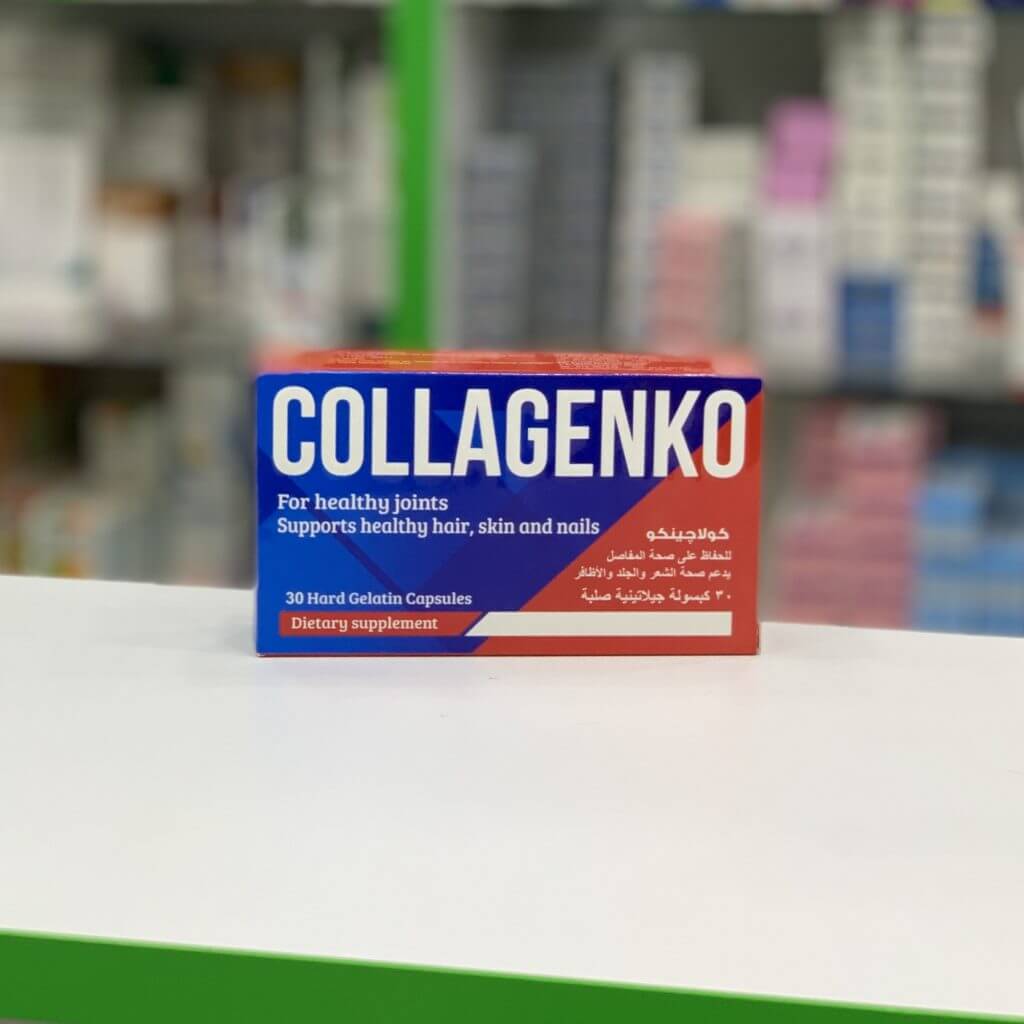 COLLAGENKO
For healthy joints
Supports healthy hair, skin and nails
كولاچينكو
للحفاظ على صحة المفاصل
يدعم صحة الشعر والجلد والأظافر
٣٠ كبسولة جيلاتينية صلبة
30 Hard Gelatin Capsules
Dietary supplement